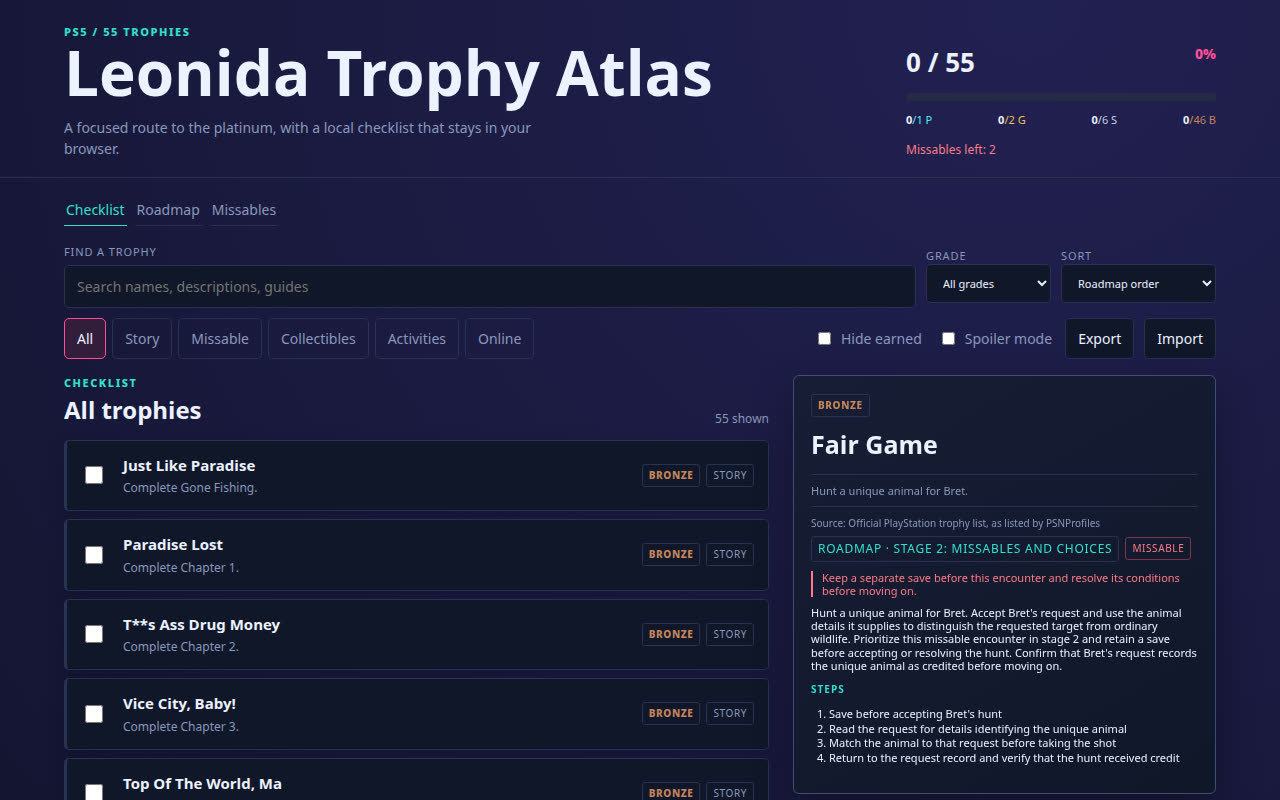 PS5 / 55 TROPHIES
Leonida Trophy Atlas
A focused route to the platinum, with a local checklist that stays in your
browser.
0 / 55
0%
0/1 P
0/2 G
0/6 S
0/46 B
Missables left: 2
Checklist
Roadmap
Missables
FIND A TROPHY
Search names, descriptions, guides
GRADE
All grades
SORT
Roadmap order
All
Story
Missable
Collectibles
Activities
Online
Hide earned
Spoiler mode
Export
Import
CHECKLIST
All trophies
55 shown
Just Like Paradise
Complete Gone Fishing.
BRONZE
STORY
Paradise Lost
Complete Chapter 1.
BRONZE
STORY
T**s Ass Drug Money
Complete Chapter 2.
BRONZE
STORY
Vice City, Baby!
Complete Chapter 3.
BRONZE
STORY
Top Of The World, Ma
BRONZE
STORY
BRONZE
Fair Game
Hunt a unique animal for Bret.
Source: Official PlayStation trophy list, as listed by PSNProfiles
ROADMAP · STAGE 2: MISSABLES AND CHOICES
MISSABLE
Keep a separate save before this encounter and resolve its conditions
before moving on.
Hunt a unique animal for Bret. Accept Bret's request and use the animal
details it supplies to distinguish the requested target from ordinary
wildlife. Prioritize this missable encounter in stage 2 and retain a save
before accepting or resolving the hunt. Confirm that Bret's request records
the unique animal as credited before moving on.
STEPS
1. Save before accepting Bret's hunt
2. Read the request for details identifying the unique animal
3. Match the animal to that request before taking the shot
4. Return to the request record and verify that the hunt received credit